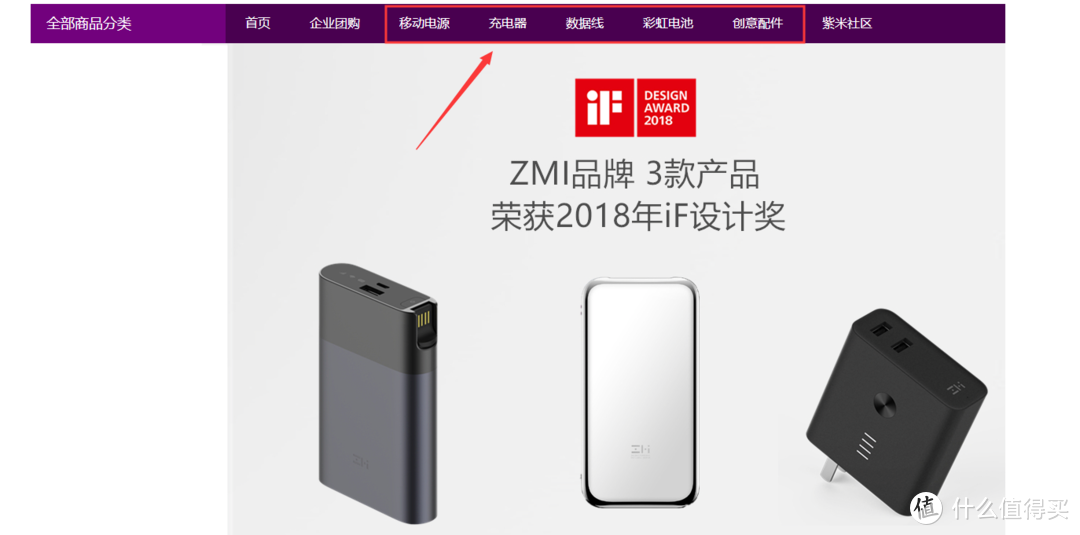 全部商品分类 首页 企业团购 移动电源 充电器 数据线 彩虹电池 创意配件 紫米社区
iF DESIGN
AWARD
2018
ZMI品牌 3款产品
荣获2018年iF设计奖
ZMI
ZMI
ZMI
值 什么值得买